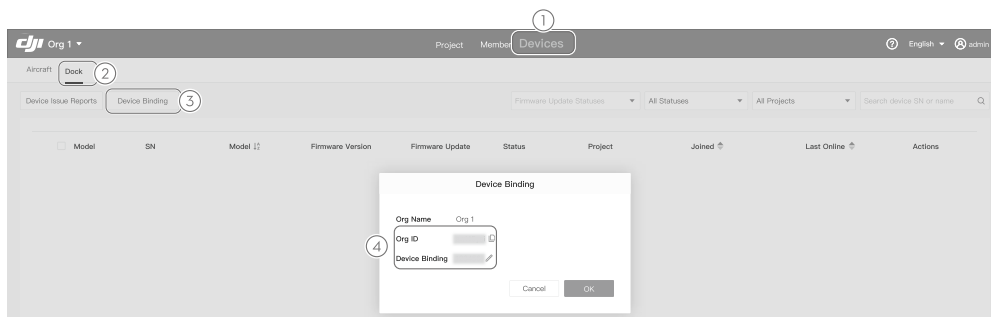 1
dji Org 1 Project Member Devices English admin
Aircraft Dock 2
Device Issue Reports Device Binding 3 Firmware Update Statuses All Statuses All Projects Search device SN or name
Model SN Model Firmware Version Firmware Update Status Project Joined Last Online Actions
Device Binding
Org Name Org 1
4 Org ID
Device Binding
Cancel OK